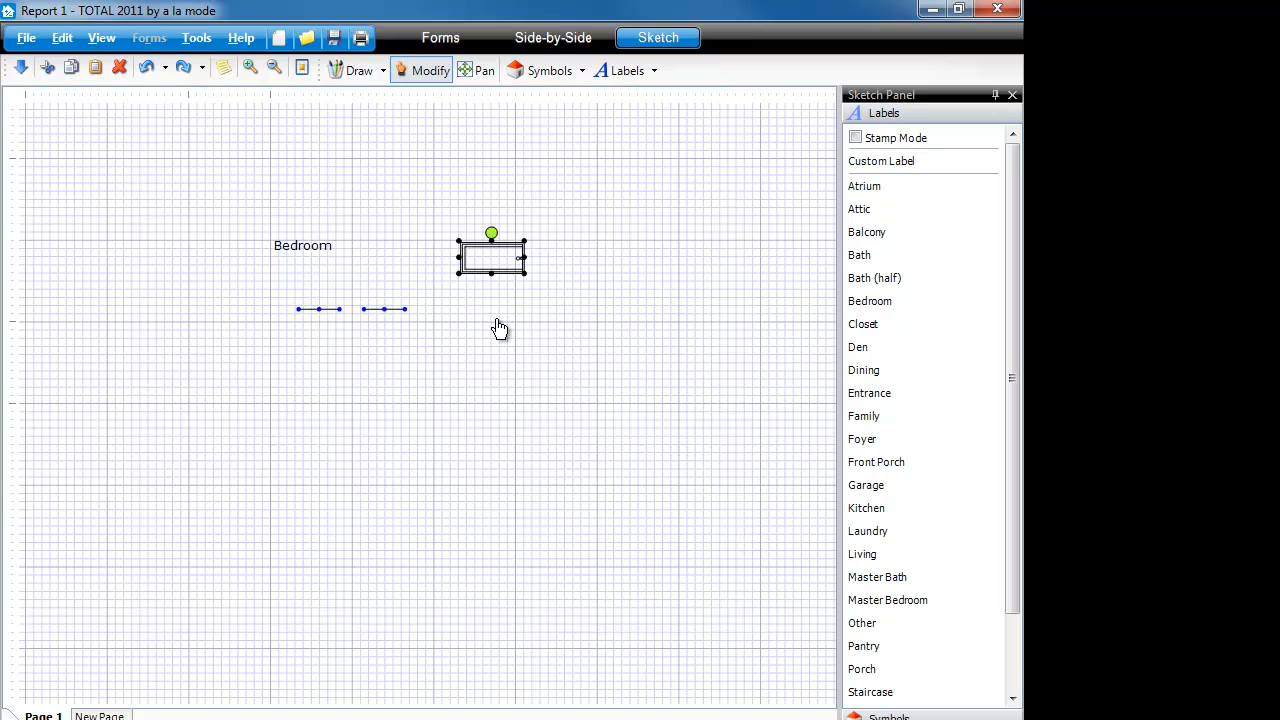 Report 1 - TOTAL 2011 by a la mode
File Edit View Forms Tools Help
Forms Side-by-Side Sketch
Draw Modify Pan Symbols Labels
Sketch Panel
Labels
Stamp Mode
Custom Label
Atrium
Attic
Balcony
Bath
Bath (half)
Bedroom
Closet
Den
Dining
Entrance
Family
Foyer
Front Porch
Garage
Kitchen
Laundry
Living
Master Bath
Master Bedroom
Other
Pantry
Porch
Staircase
Symbols
Bedroom
Page 1 New Page